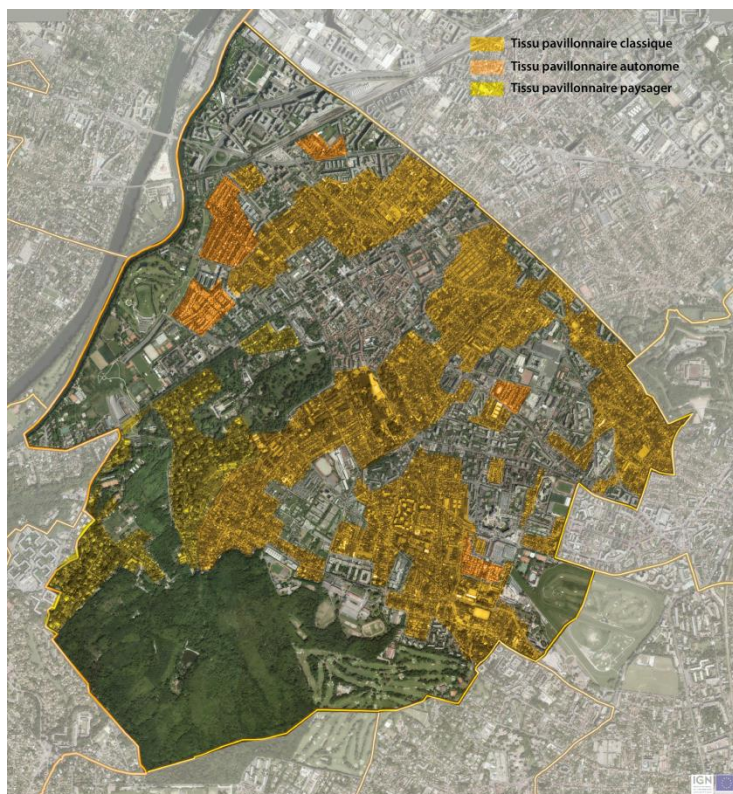 Tissu pavillonnaire classique
Tissu pavillonnaire autonome
Tissu pavillonnaire paysager
IGN